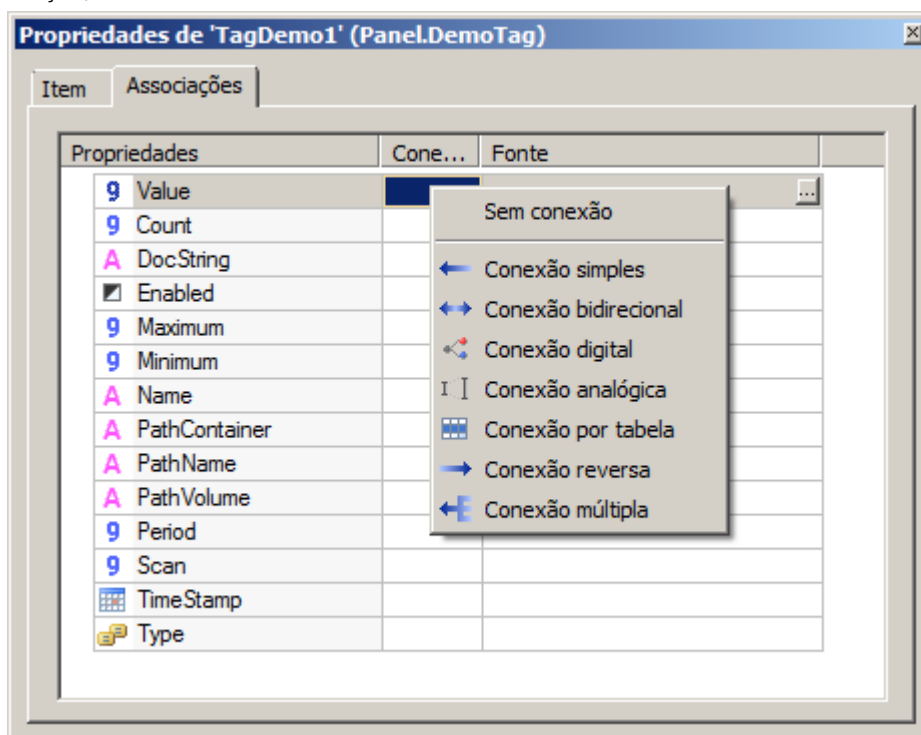 Propriedades de 'TagDemo1' (Panel.DemoTag)
Item Associações
Propriedades Cone... Fonte
Value ...
Count
DocString
Enabled
Maximum
Minimum
Name
PathContainer
PathName
PathVolume
Period
Scan
TimeStamp
Type
Sem conexão
Conexão simples
Conexão bidirecional
Conexão digital
Conexão analógica
Conexão por tabela
Conexão reversa
Conexão múltipla